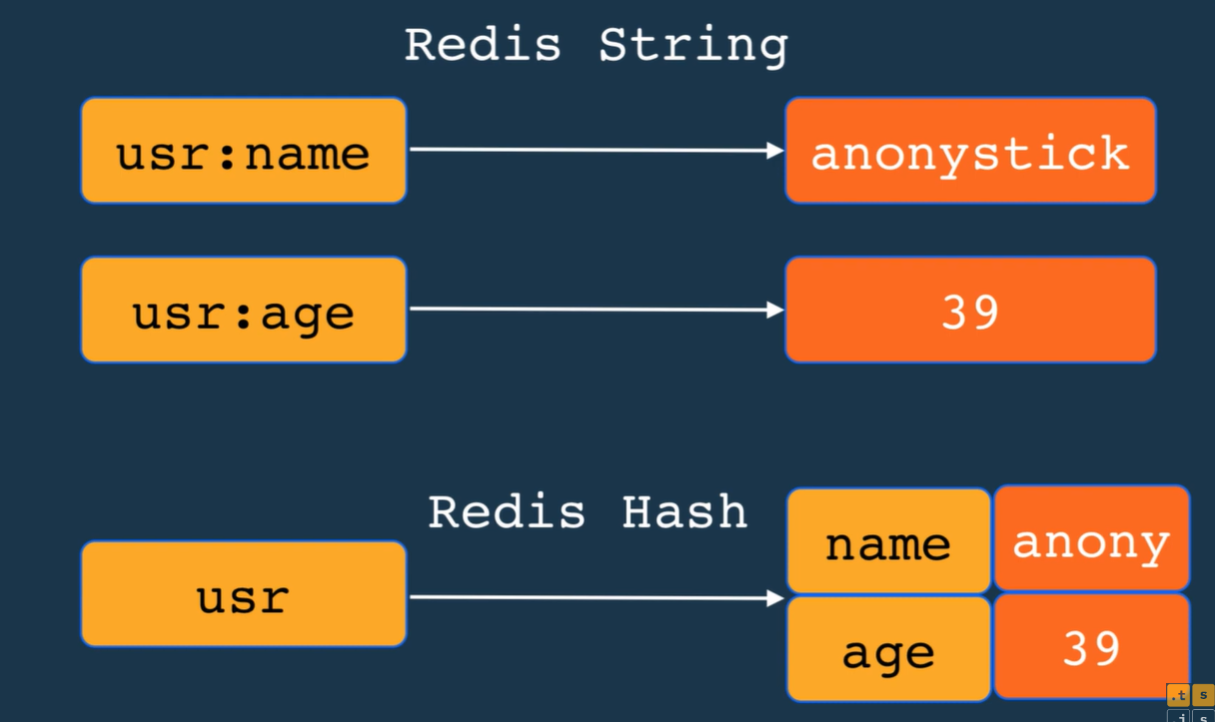 Redis String
usr:name
anonystick
usr:age
39
Redis Hash
usr
name
anony
age
39
.t
s